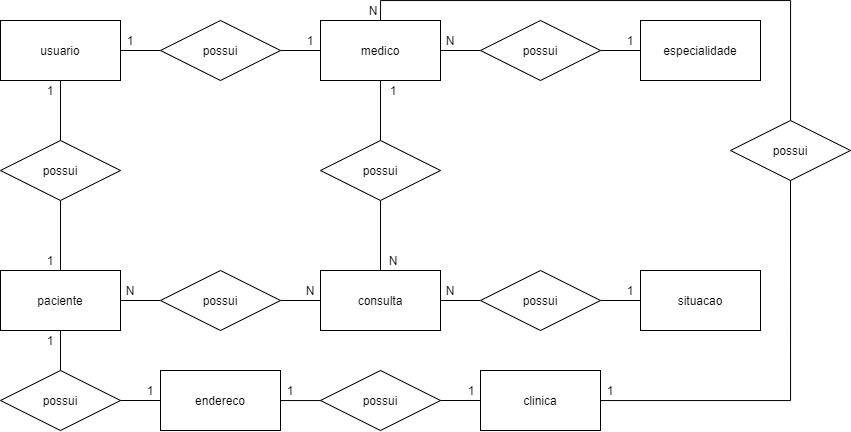 N
usuario
1
possui
1
medico
N
possui
1
especialidade
1
1
possui
possui
possui
1
N
paciente
N
possui
N
consulta
N
possui
1
situacao
1
possui
1
endereco
1
possui
1
clinica
1